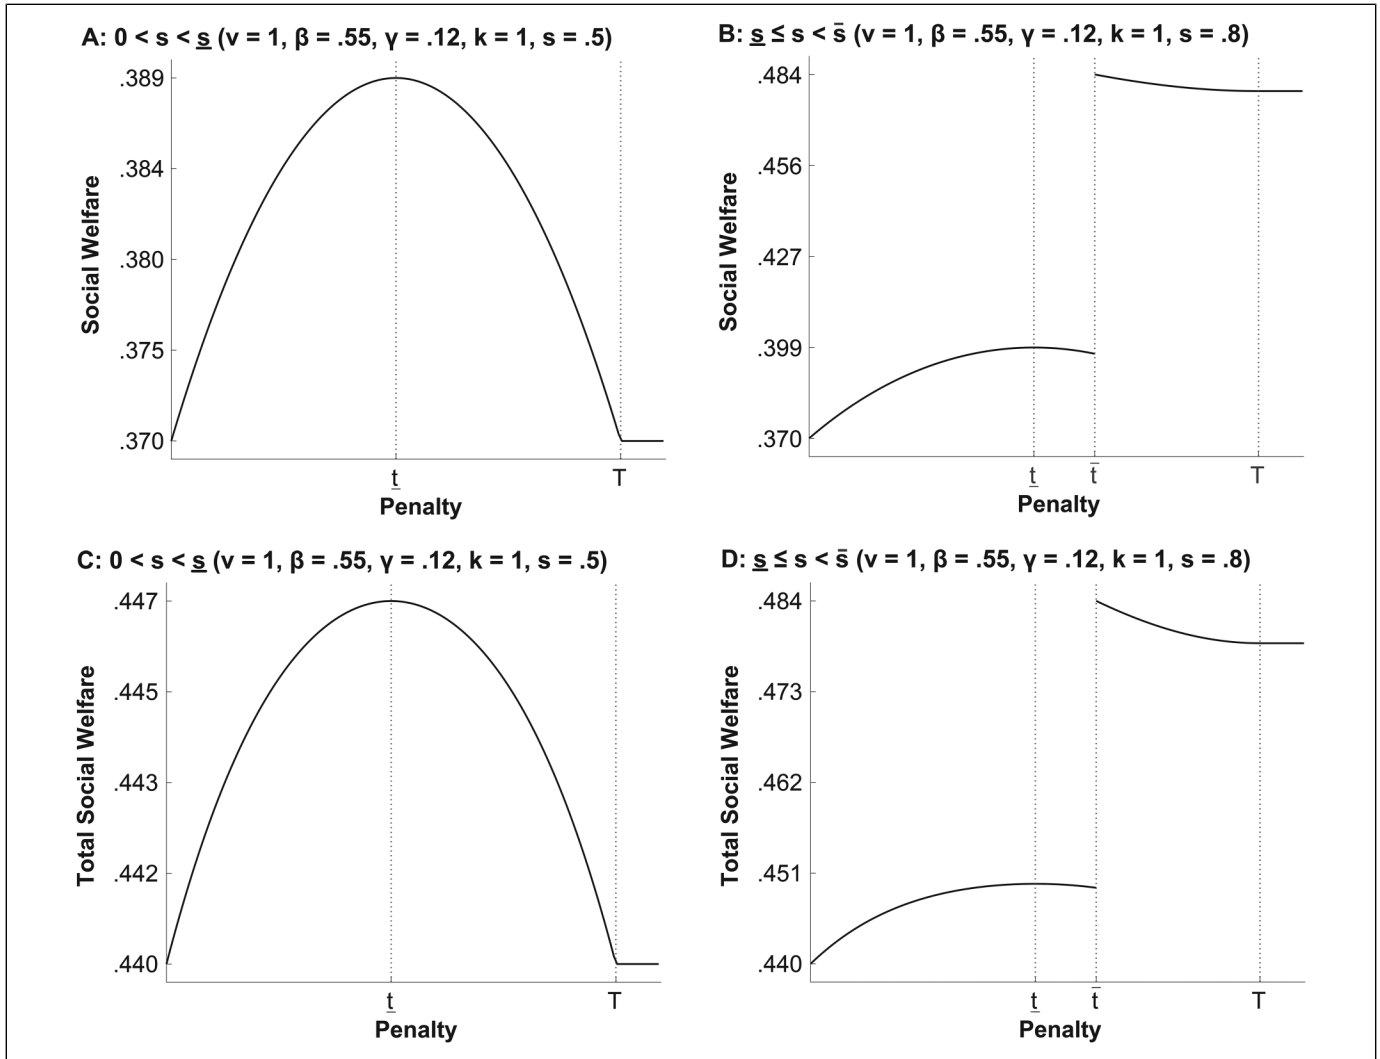 A: 0 < s < s̲ (v = 1, β = .55, γ = .12, k = 1, s = .5)
.389
.384
.380
.375
.370
Social Welfare
t̲
T
Penalty
B: s̲ ≤ s < s̄ (v = 1, β = .55, γ = .12, k = 1, s = .8)
.484
.456
.427
.399
.370
Social Welfare
t̲
t̄
T
Penalty
C: 0 < s < s̲ (v = 1, β = .55, γ = .12, k = 1, s = .5)
.447
.445
.443
.442
.440
Total Social Welfare
t̲
T
Penalty
D: s̲ ≤ s < s̄ (v = 1, β = .55, γ = .12, k = 1, s = .8)
.484
.473
.462
.451
.440
Total Social Welfare
t̲
t̄
T
Penalty